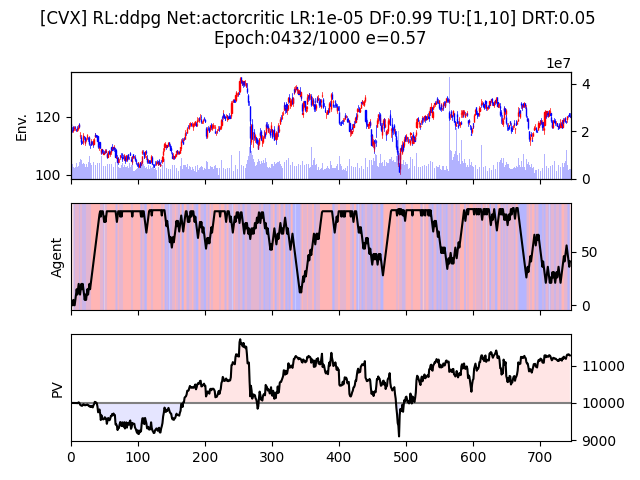 [CVX] RL:ddpg Net:actorcritic LR:1e-05 DF:0.99 TU:[1,10] DRT:0.05
Epoch:0432/1000 e=0.57
1e7
Env.
120
100
4
2
0
Agent
50
0
PV
11000
10000
9000
0 100 200 300 400 500 600 700